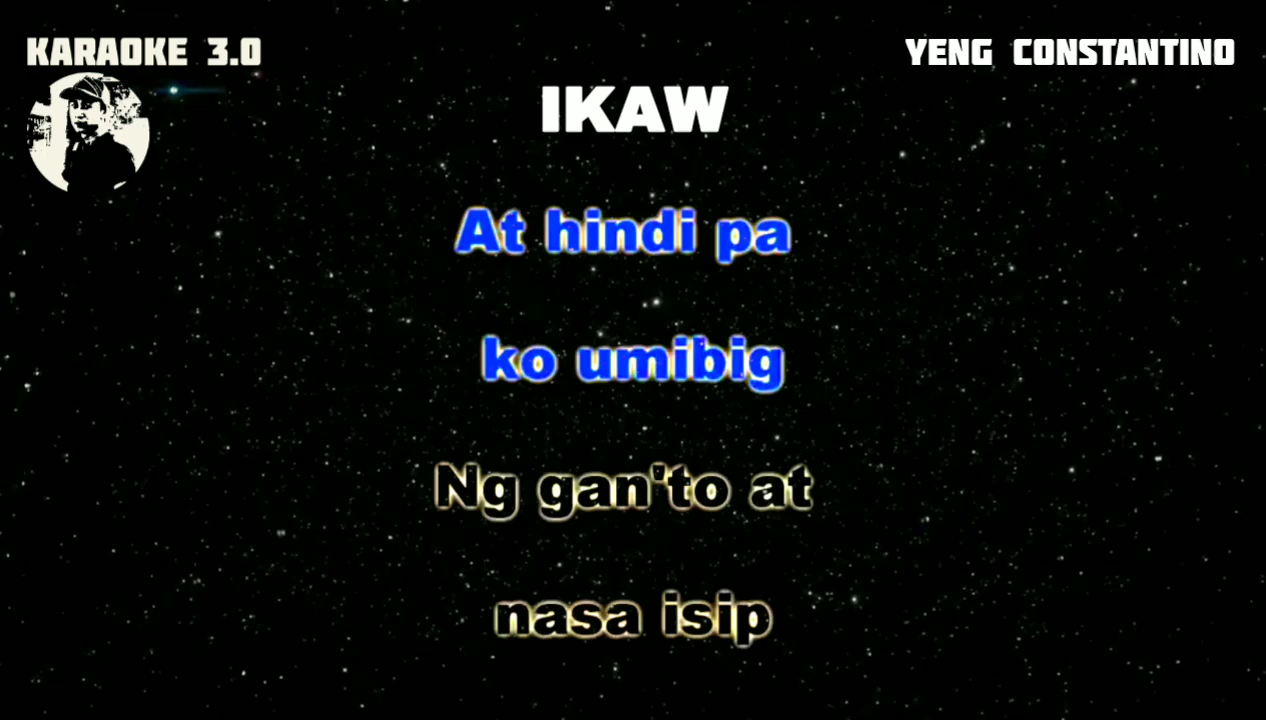 KARAOKE 3.0
YENG CONSTANTINO
IKAW
At hindi pa
ko umibig
Ng gan'to at
nasa isip